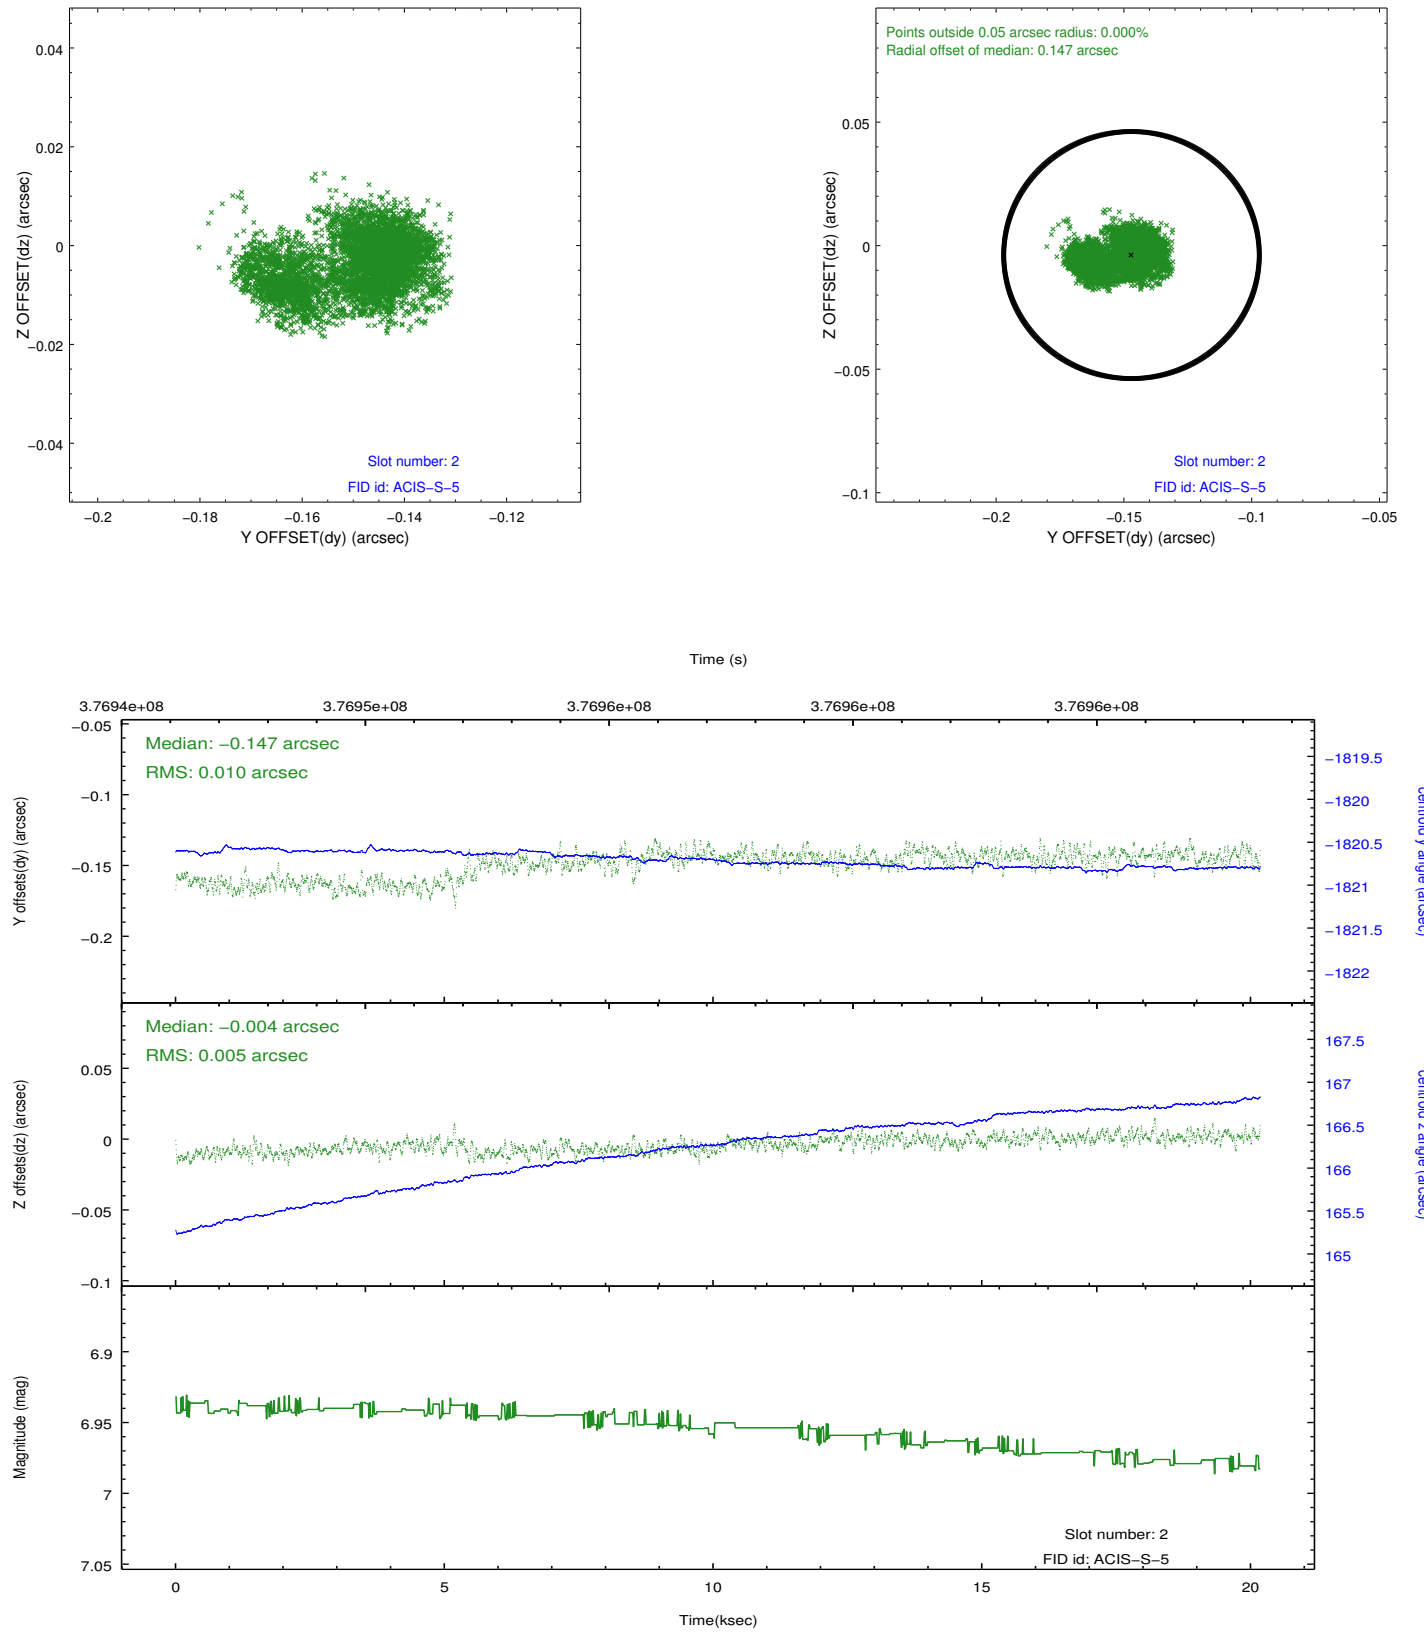 0.04
0.02
0
−0.02
−0.04
Z OFFSET(dz) (arcsec)
Slot number: 2
FID id: ACIS−S−5
−0.2
−0.18
−0.16
−0.14
−0.12
Y OFFSET(dy) (arcsec)
Points outside 0.05 arcsec radius: 0.000%
Radial offset of median: 0.147 arcsec
0.05
0
−0.05
−0.1
Z OFFSET(dz) (arcsec)
Slot number: 2
FID id: ACIS−S−5
−0.2
−0.15
−0.1
−0.05
Y OFFSET(dy) (arcsec)
Time (s)
3.7694e+08
3.7695e+08
3.7696e+08
3.7696e+08
3.7696e+08
−0.05
−0.1
−0.15
−0.2
Y offsets(dy) (arcsec)
Median: −0.147 arcsec
RMS: 0.010 arcsec
−1819.5
−1820
−1820.5
−1821
−1821.5
−1822
centroid y angle (arcsec)
0.05
0
−0.05
−0.1
Z offsets(dz) (arcsec)
Median: −0.004 arcsec
RMS: 0.005 arcsec
167.5
167
166.5
166
165.5
165
centroid z angle (arcsec)
6.9
6.95
7
7.05
Magnitude (mag)
Slot number: 2
FID id: ACIS−S−5
0
5
10
15
20
Time(ksec)